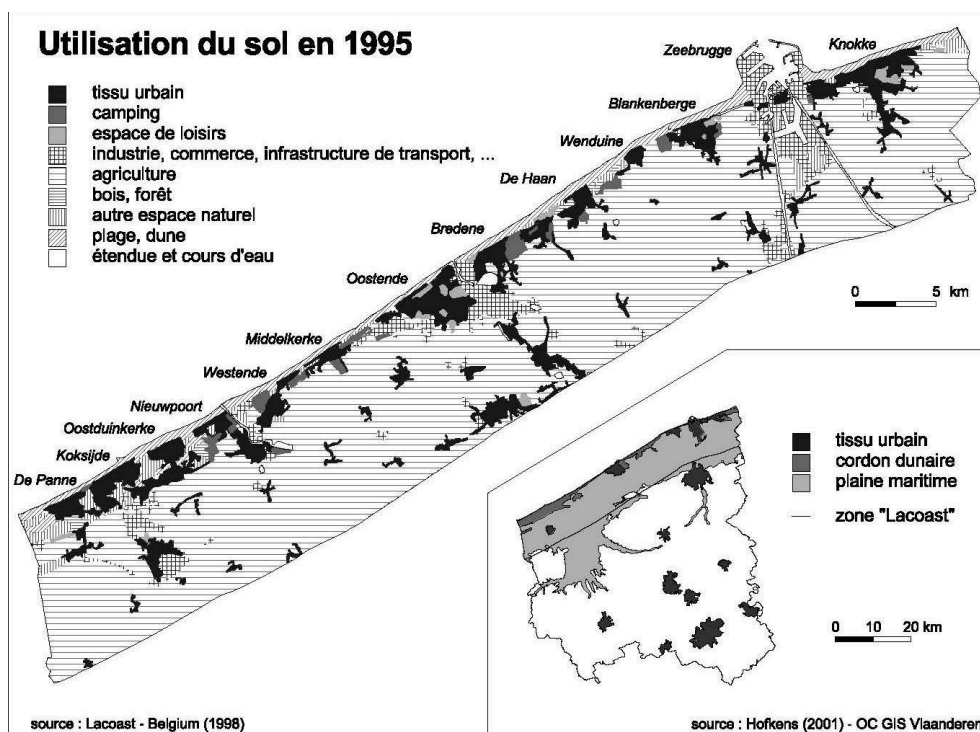 Utilisation du sol en 1995
tissu urbain
camping
espace de loisirs
industrie, commerce, infrastructure de transport, ...
agriculture
bois, forêt
autre espace naturel
plage, dune
étendue et cours d'eau
Zeebrugge
Knokke
Blankenberge
Wenduine
De Haan
Bredene
Oostende
Middelkerke
Westende
Nieuwpoort
Oostduinkerke
Koksijde
De Panne
0 5 km
tissu urbain
cordon dunaire
plaine maritime
zone "Lacoast"
0 10 20 km
source : Lacoast - Belgium (1998)
source : Hofkens (2001) - OC GIS Vlaanderen